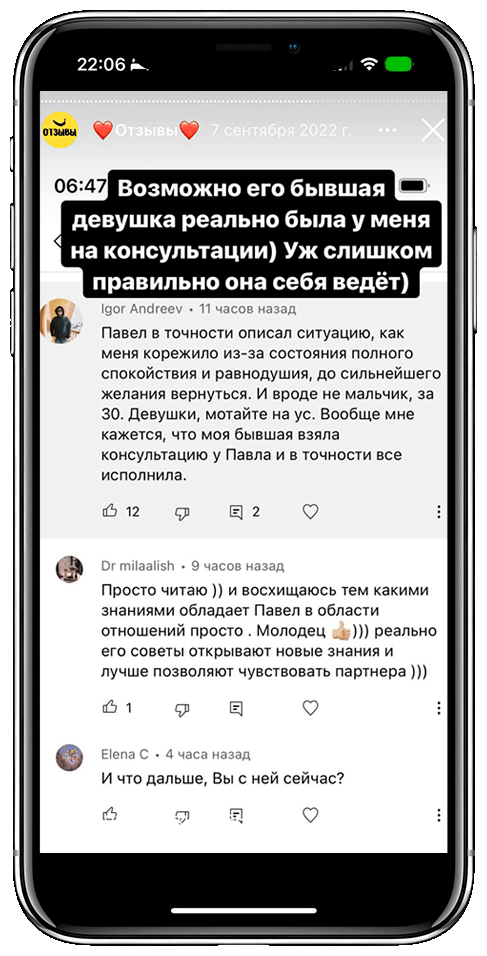 22:06
ОТЗЫВЫ
❤️Отзывы❤️ 7 сентября 2022 г. ...
06:47
Возможно его бывшая
девушка реально была у меня
на консультации) Уж слишком
правильно она себя ведёт)
Igor Andreev • 11 часов назад
Павел в точности описал ситуацию, как
меня корежило из-за состояния полного
спокойствия и равнодушия, до сильнейшего
желания вернуться. И вроде не мальчик, за
30. Девушки, мотайте на ус. Вообще мне
кажется, что моя бывшая взяла
консультацию у Павла и в точности все
исполнила.
12 2
Dr milaalish • 9 часов назад
Просто читаю )) и восхищаюсь тем какими
знаниями обладает Павел в области
отношений просто . Молодец 👍🏻))) реально
его советы открывают новые знания и
лучше позволяют чувствовать партнера )))
1
Elena C • 4 часа назад
И что дальше, Вы с ней сейчас?